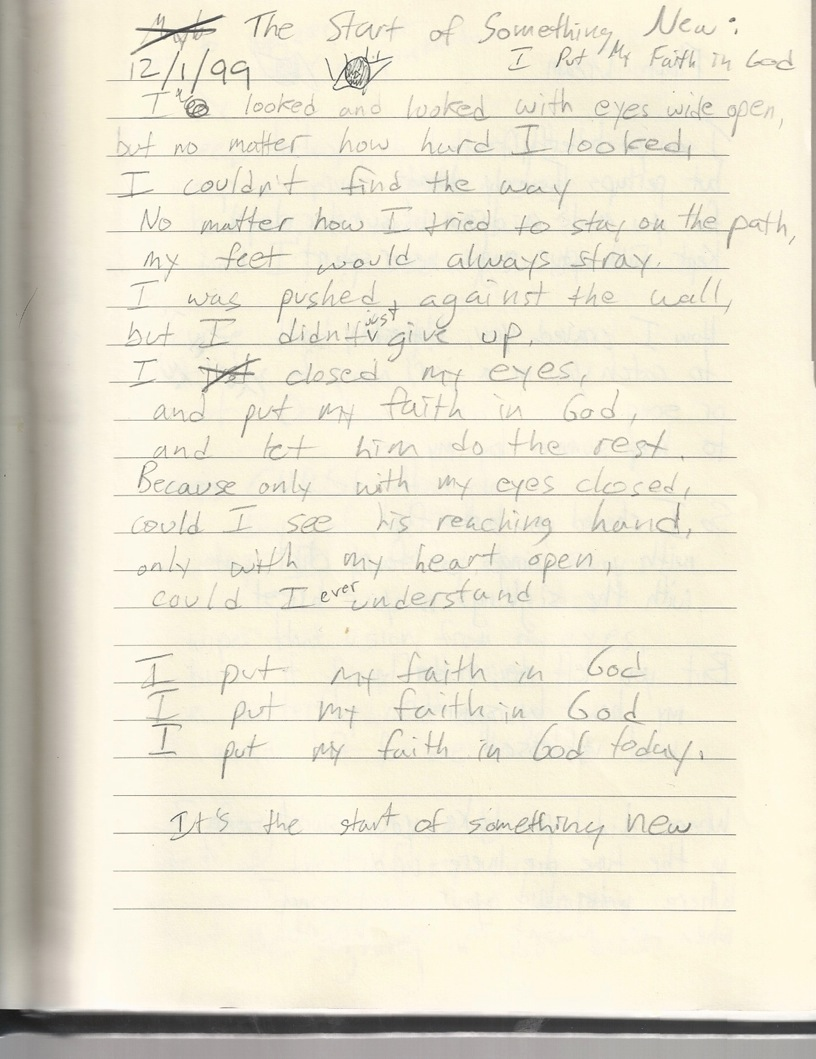 The Start of Something New:
I Put My Faith in God
12/1/99
I looked and looked with eyes wide open,
but no matter how hard I looked,
I couldn't find the way
No matter how I tried to stay on the path,
my feet would always stray.
I was pushed, against the wall,
but I didn't just give up,
I just closed my eyes,
and put my faith in God,
and let him do the rest.
Because only with my eyes closed,
could I see his reaching hand,
only with my heart open,
could I ever understand
I put my faith in God
I put my faith in God
I put my faith in God today.
It's the start of something new